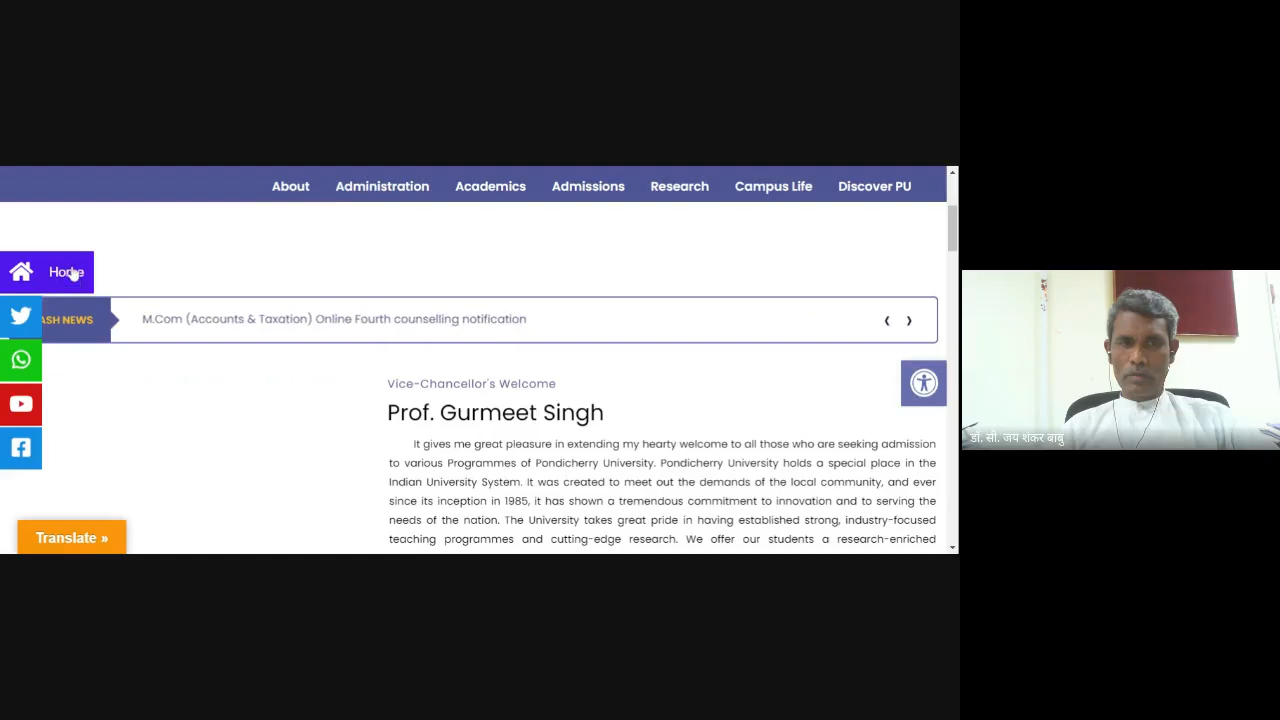 About Administration Academics Admissions Research Campus Life Discover PU
Home
ASH NEWS M.Com (Accounts & Taxation) Online Fourth counselling notification
Vice-Chancellor's Welcome
Prof. Gurmeet Singh
It gives me great pleasure in extending my hearty welcome to all those who are seeking admission
to various Programmes of Pondicherry University. Pondicherry University holds a special place in the
Indian University System. It was created to meet out the demands of the local community, and ever
since its inception in 1985, it has shown a tremendous commitment to innovation and to serving the
needs of the nation. The University takes great pride in having established strong, industry-focused
teaching programmes and cutting-edge research. We offer our students a research-enriched
Translate »
डॉ. सी. जय शंकर बाबु